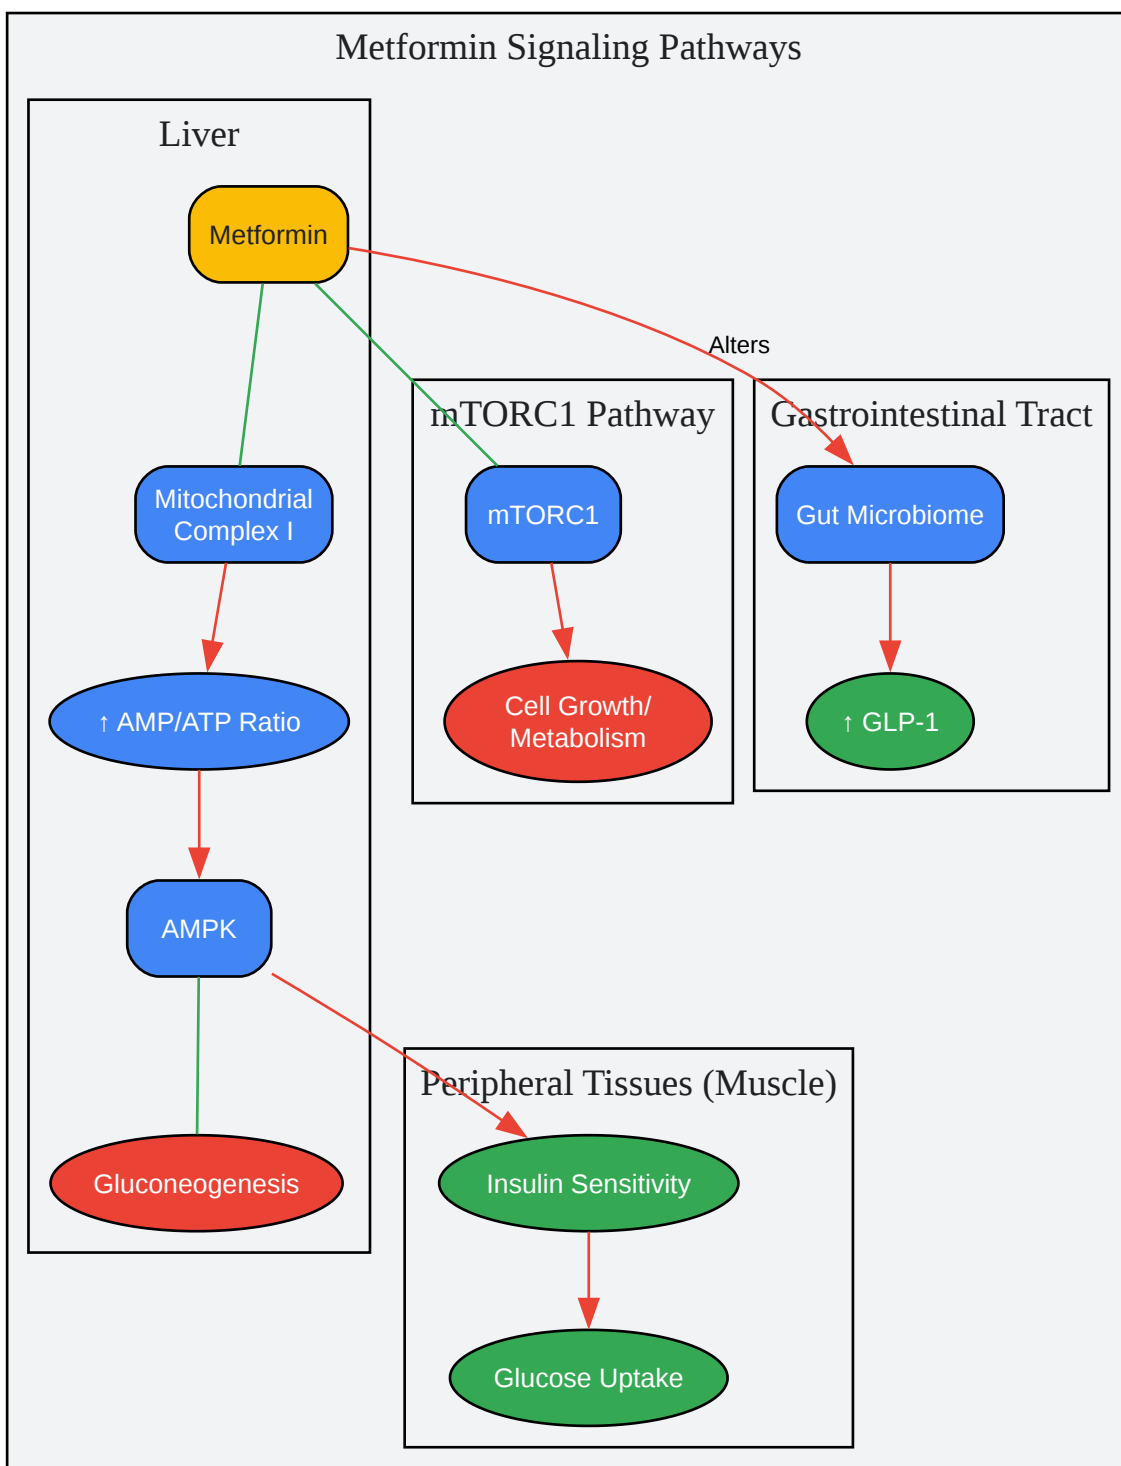 Metformin Signaling Pathways
Liver
Metformin
Alters
mTORC1 Pathway
Gastrointestinal Tract
Mitochondrial
Complex I
mTORC1
Gut Microbiome
↑ AMP/ATP Ratio
Cell Growth/
Metabolism
↑ GLP-1
AMPK
Peripheral Tissues (Muscle)
Gluconeogenesis
Insulin Sensitivity
Glucose Uptake